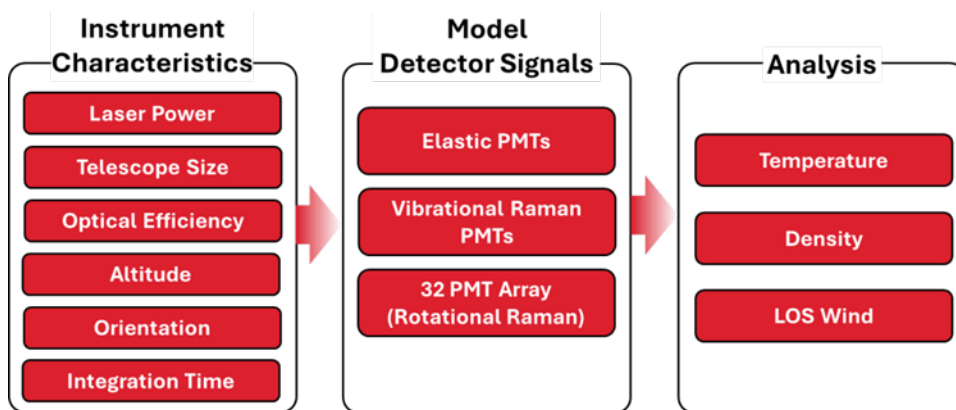 Instrument
Characteristics
Laser Power
Telescope Size
Optical Efficiency
Altitude
Orientation
Integration Time
Model
Detector Signals
Elastic PMTs
Vibrational Raman
PMTs
32 PMT Array
(Rotational Raman)
Analysis
Temperature
Density
LOS Wind